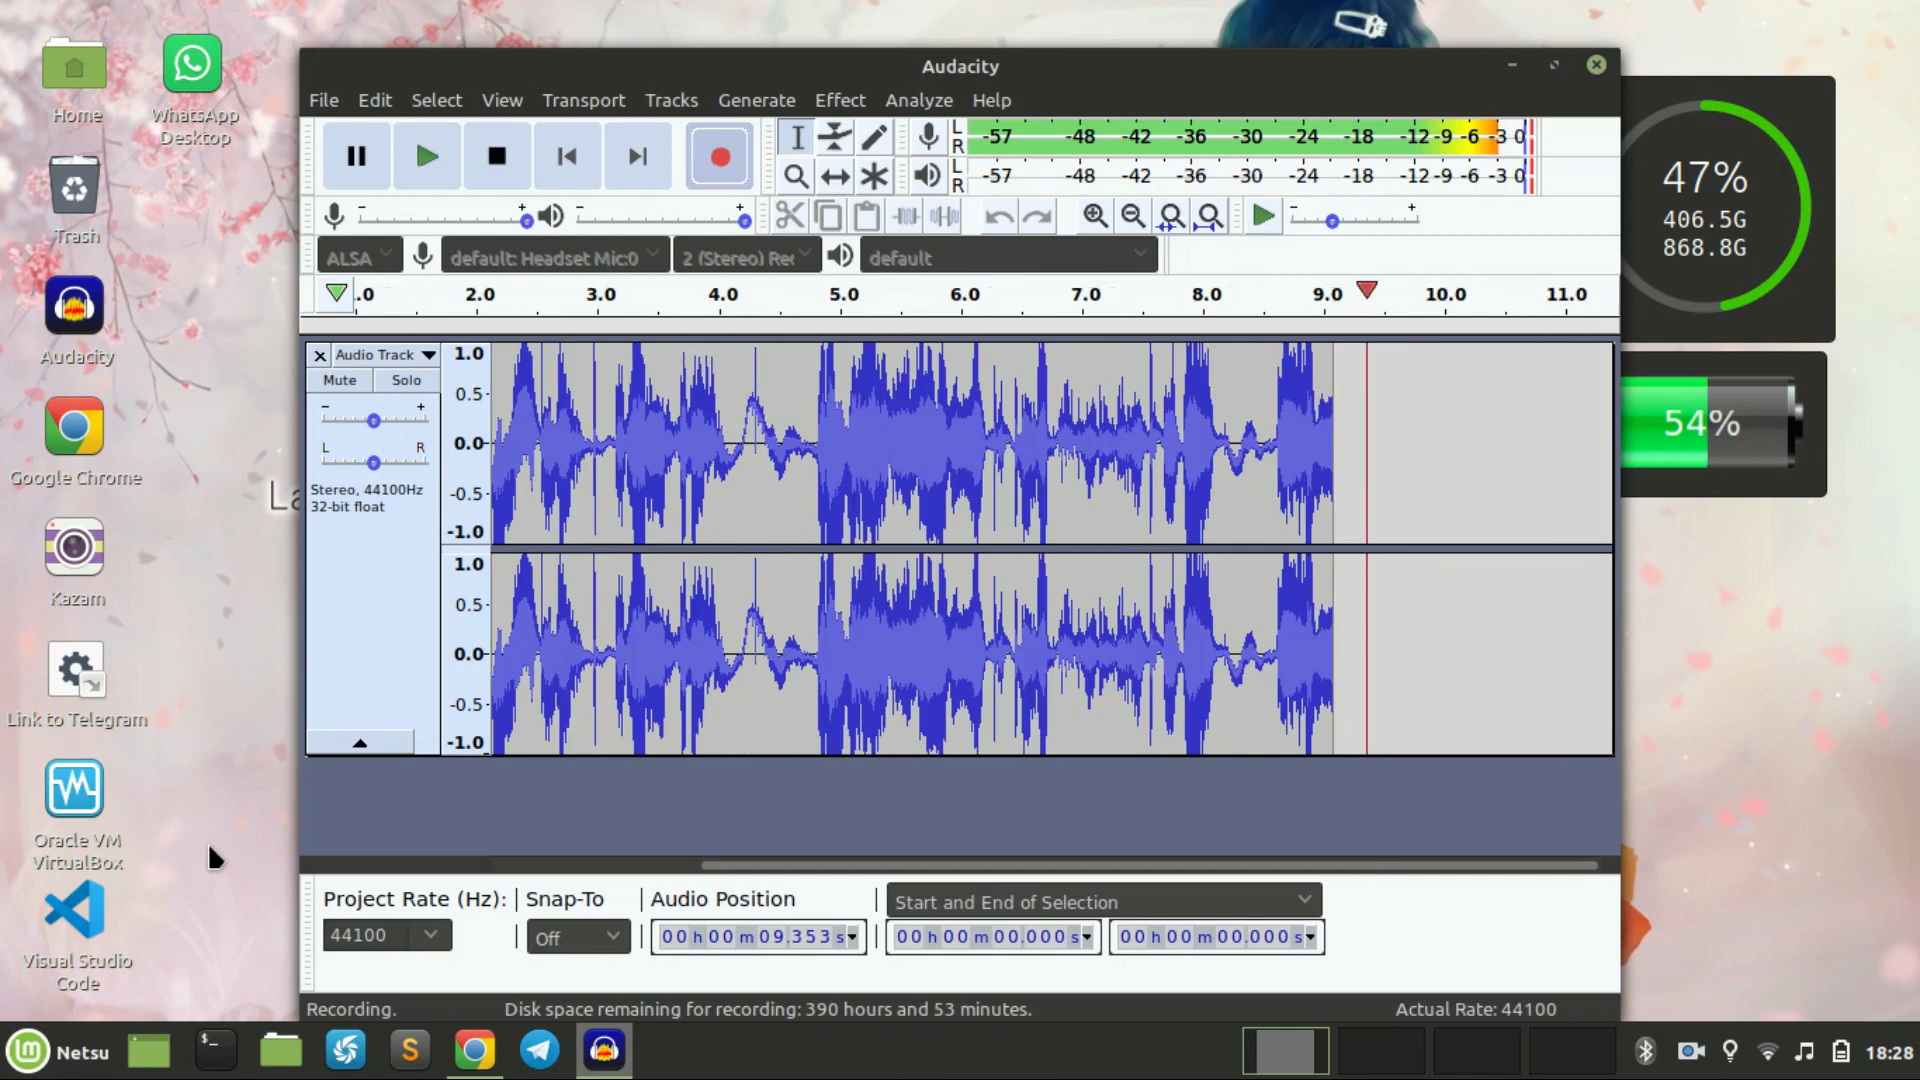 Home
WhatsApp
Desktop
Trash
Audacity
Google Chrome
Kazam
Link to Telegram
Oracle VM
VirtualBox
Visual Studio
Code
La
Audacity
File Edit Select View Transport Tracks Generate Effect Analyze Help
L
R
-57 -48 -42 -36 -30 -24 -18 -12 -9 -6 -3 0
L
R
-57 -48 -42 -36 -30 -24 -18 -12 -9 -6 -3 0
- + - + - +
ALSA default: Headset Mic:0 2 (Stereo) Rec default
.0 2.0 3.0 4.0 5.0 6.0 7.0 8.0 9.0 10.0 11.0
Audio Track
Mute Solo
- +
L R
Stereo, 44100Hz
32-bit float
1.0
0.5
0.0
-0.5
-1.0
1.0
0.5
0.0
-0.5
-1.0
47%
406.5G
868.8G
54%
Project Rate (Hz): Snap-To Audio Position Start and End of Selection
44100 Off 00 h 00 m 09.353 s 00 h 00 m 00.000 s 00 h 00 m 00.000 s
Recording. Disk space remaining for recording: 390 hours and 53 minutes. Actual Rate: 44100
lm Netsu $_ S 18:28